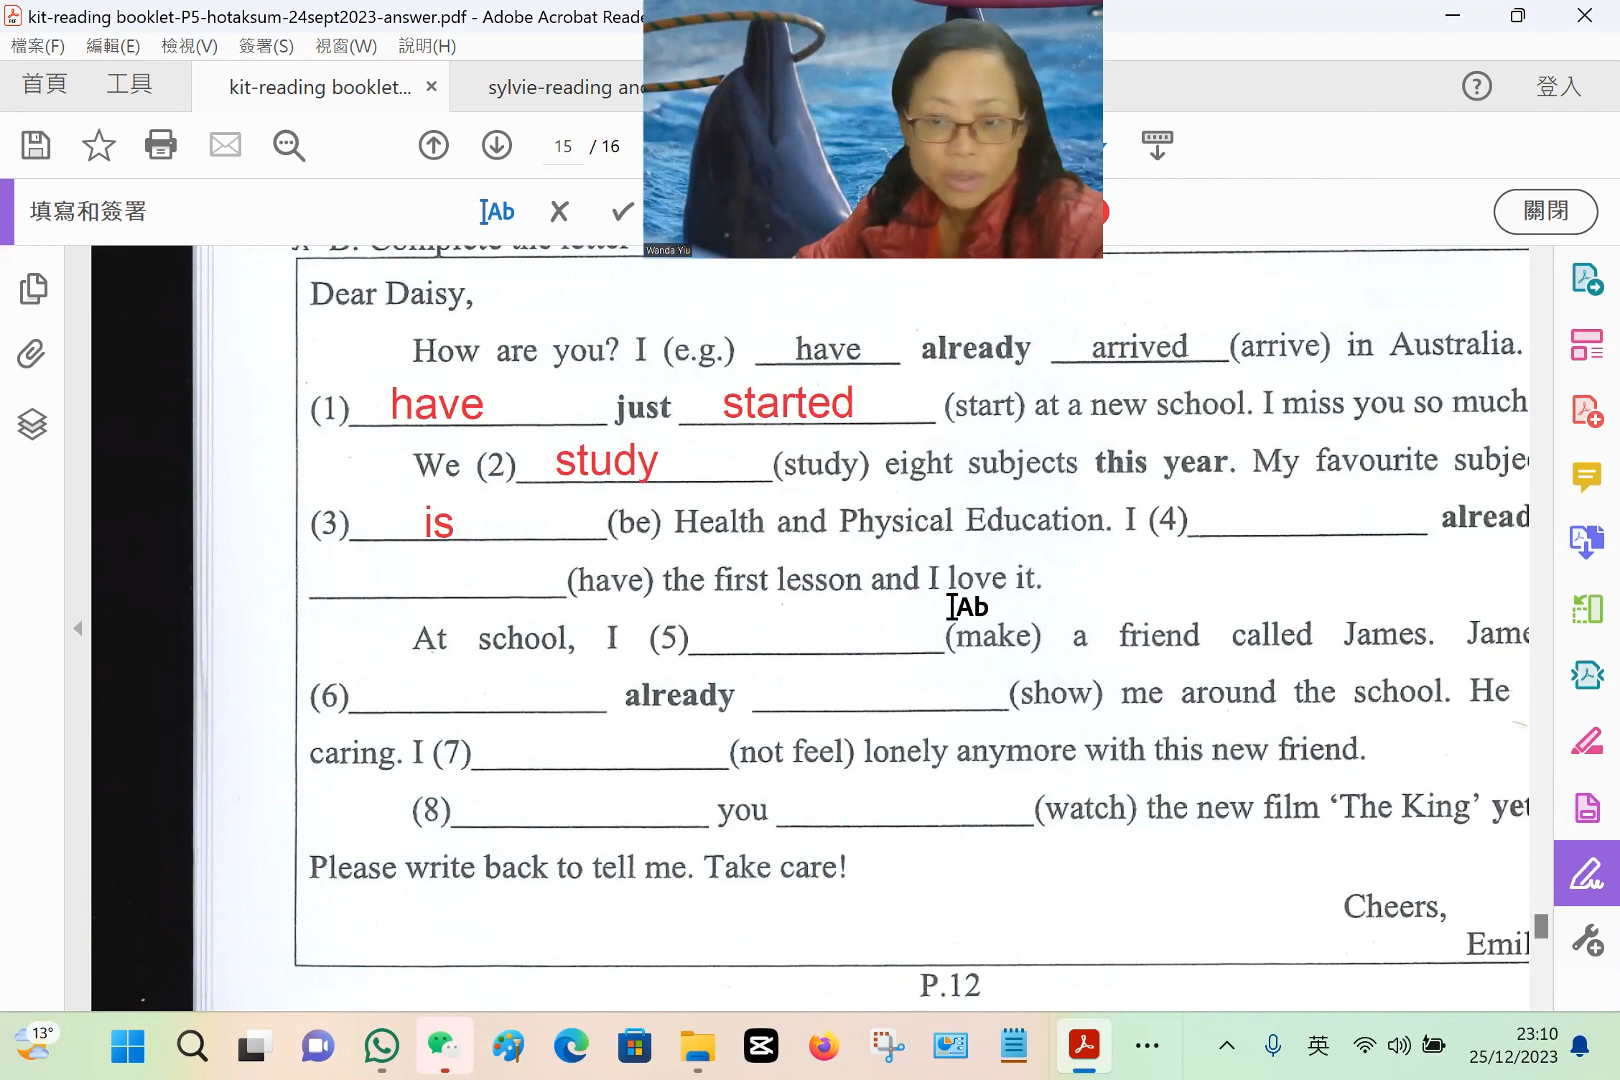 kit-reading booklet-P5-hotaksum-24sept2023-answer.pdf - Adobe Acrobat Reade
檔案(F) 編輯(E) 檢視(V) 簽署(S) 視窗(W) 說明(H)
首頁 工具 kit-reading booklet... sylvie-reading and 登入
15 / 16
填寫和簽署 Ab 關閉
Wanda Yiu
B. Complete the letter
Dear Daisy,
How are you? I (e.g.) have already arrived (arrive) in Australia.
(1) have just started (start) at a new school. I miss you so much
We (2) study (study) eight subjects this year. My favourite subje
(3) is (be) Health and Physical Education. I (4) alread
(have) the first lesson and I love it.
Ab
At school, I (5) (make) a friend called James. Jame
(6) already (show) me around the school. He
caring. I (7) (not feel) lonely anymore with this new friend.
(8) you (watch) the new film ‘The King’ yet
Please write back to tell me. Take care!
Cheers,
Emil
P.12
13°
英
23:10
25/12/2023